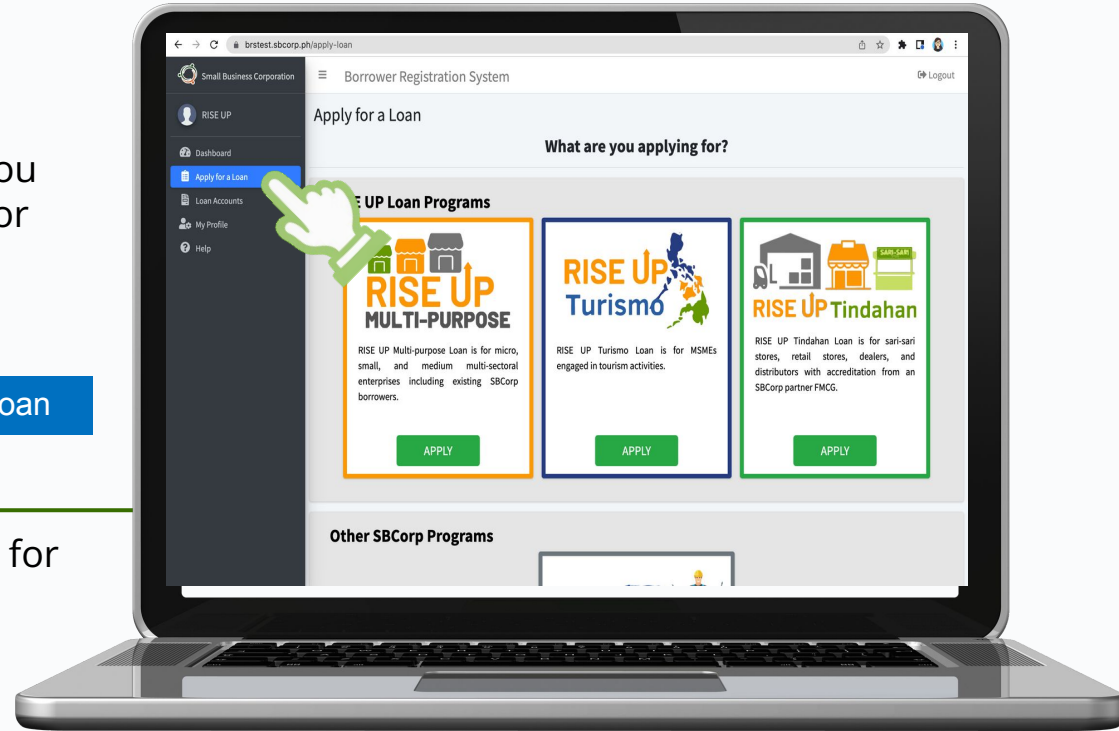 ou
or
oan
for
brstest.sbcorp.ph/apply-loan
Small Business Corporation
Borrower Registration System
Logout
RISE UP
Apply for a Loan
What are you applying for?
Dashboard
Apply for a Loan
Loan Accounts
My Profile
Help
UP Loan Programs
RISE UP
MULTI-PURPOSE
RISE UP Multi-purpose Loan is for micro,
small, and medium multi-sectoral
enterprises including existing SBCorp
borrowers.
APPLY
RISE UP
Turismo
RISE UP Turismo Loan is for MSMEs
engaged in tourism activities.
APPLY
SARI-SARI
RISE UP Tindahan
RISE UP Tindahan Loan is for sari-sari
stores, retail stores, dealers, and
distributors with accreditation from an
SBCorp partner FMCG.
APPLY
Other SBCorp Programs